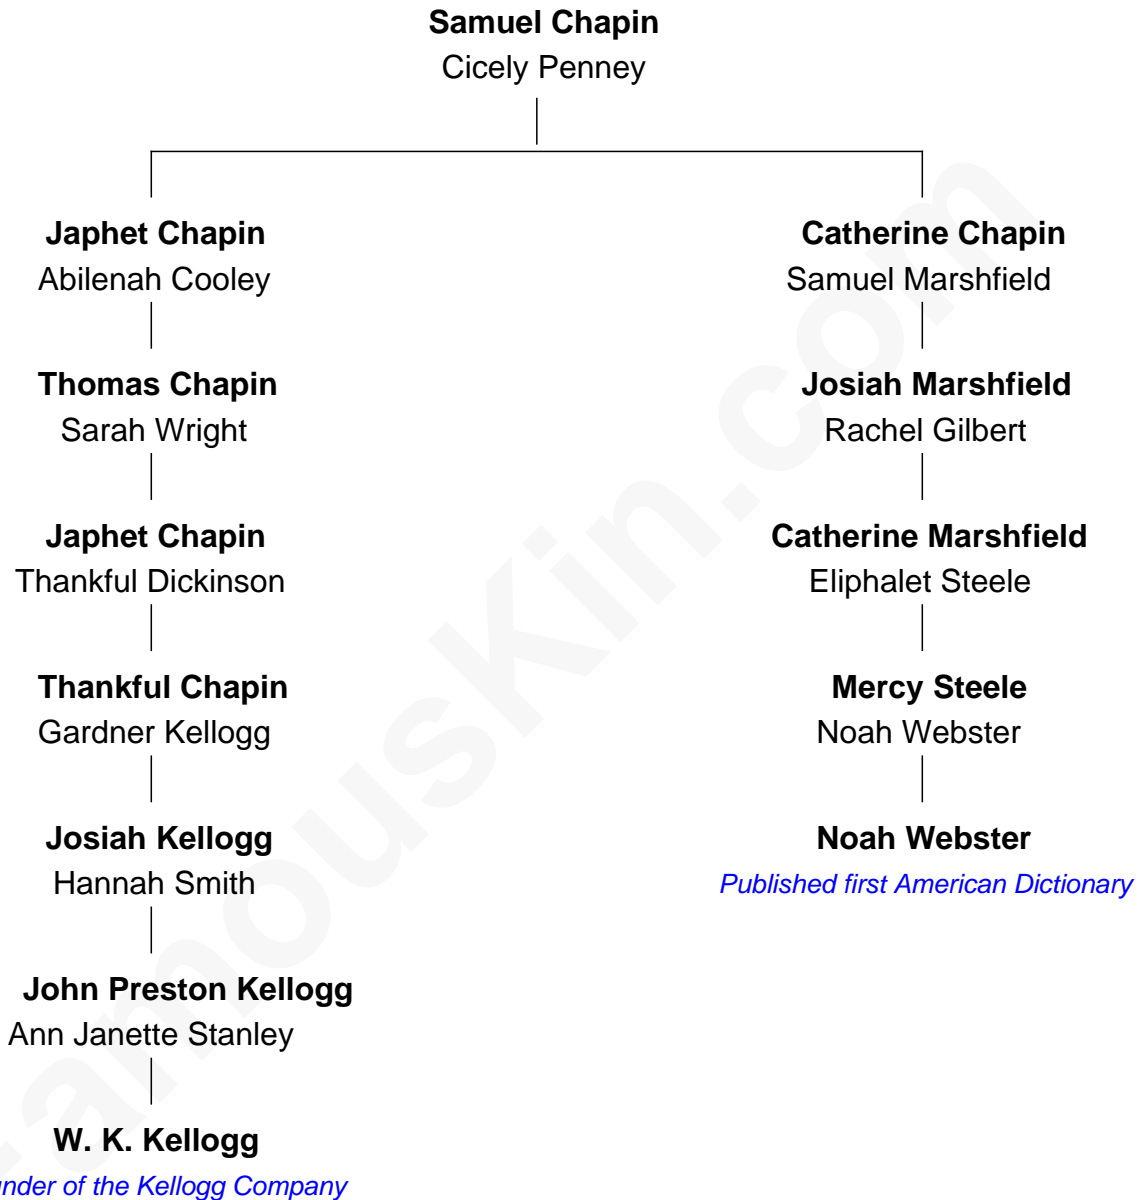 Samuel Chapin
Cicely Penney
Japhet Chapin
Abilenah Cooley
Catherine Chapin
Samuel Marshfield
Thomas Chapin
Sarah Wright
Josiah Marshfield
Rachel Gilbert
Japhet Chapin
Thankful Dickinson
Catherine Marshfield
Eliphalet Steele
Thankful Chapin
Gardner Kellogg
Mercy Steele
Noah Webster
Josiah Kellogg
Hannah Smith
Noah Webster
Published first American Dictionary
John Preston Kellogg
Ann Janette Stanley
W. K. Kellogg
under of the Kellogg Company
FamousKin.com